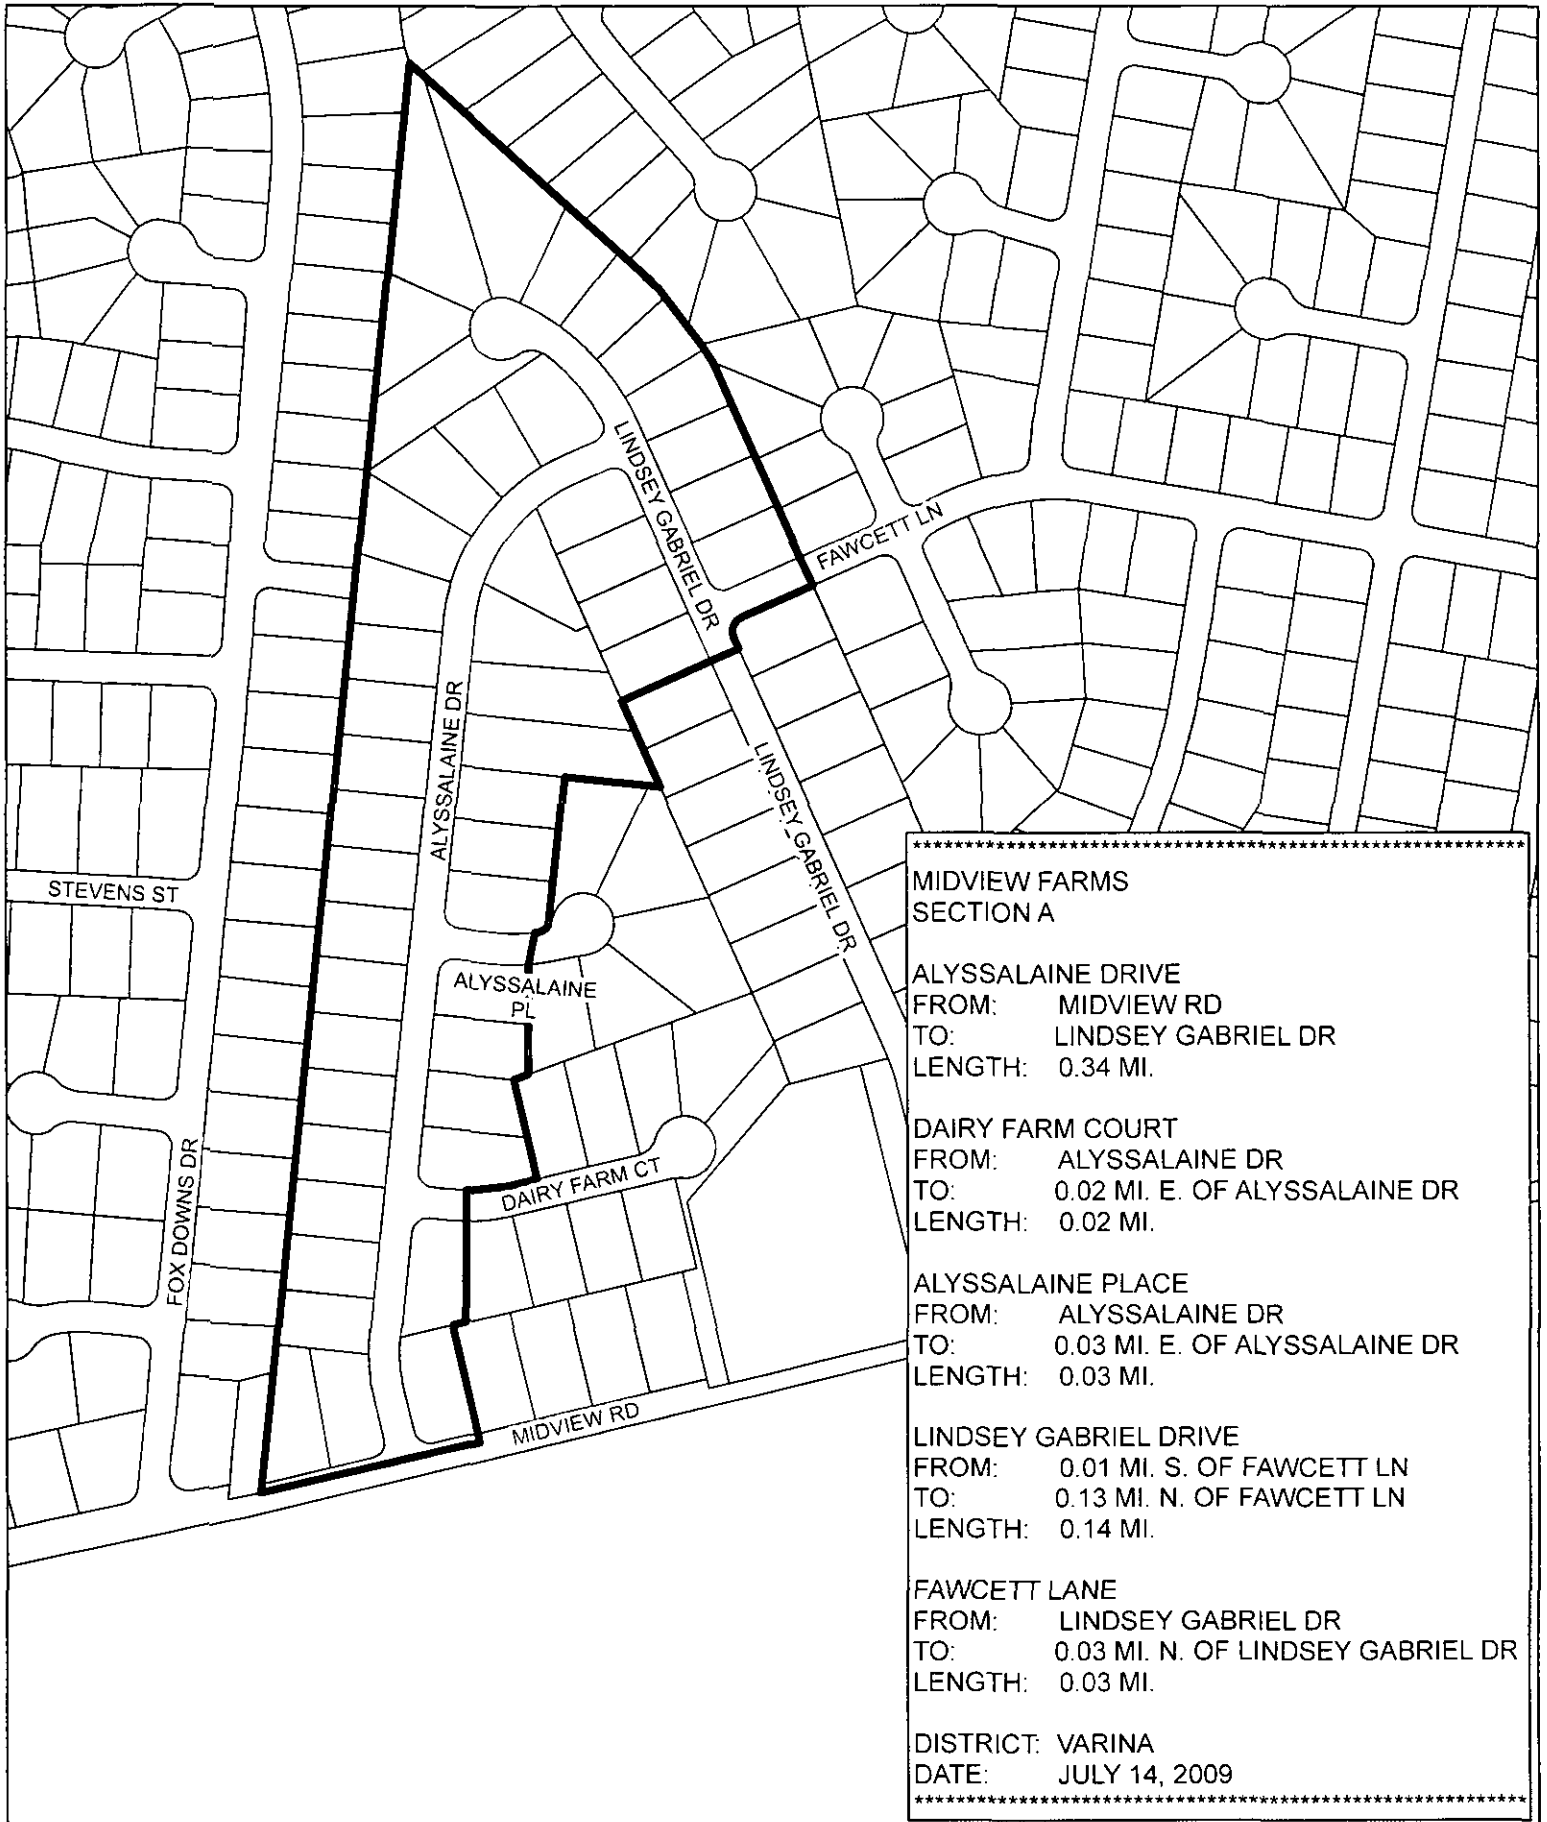 LINDSEY GABRIEL DR
FAWCETT LN
ALYSSALAINE DR
LINDSEY GABRIEL DR
STEVENS ST
ALYSSALAINE
PL
FOX DOWNS DR
DAIRY FARM CT
MIDVIEW RD
************************************************************
MIDVIEW FARMS
SECTION A
ALYSSALAINE DRIVE
FROM: MIDVIEW RD
TO: LINDSEY GABRIEL DR
LENGTH: 0.34 MI.
DAIRY FARM COURT
FROM: ALYSSALAINE DR
TO: 0.02 MI. E. OF ALYSSALAINE DR
LENGTH: 0.02 MI.
ALYSSALAINE PLACE
FROM: ALYSSALAINE DR
TO: 0.03 MI. E. OF ALYSSALAINE DR
LENGTH: 0.03 MI.
LINDSEY GABRIEL DRIVE
FROM: 0.01 MI. S. OF FAWCETT LN
TO: 0.13 MI. N. OF FAWCETT LN
LENGTH: 0.14 MI.
FAWCETT LANE
FROM: LINDSEY GABRIEL DR
TO: 0.03 MI. N. OF LINDSEY GABRIEL DR
LENGTH: 0.03 MI.
DISTRICT: VARINA
DATE: JULY 14, 2009
************************************************************